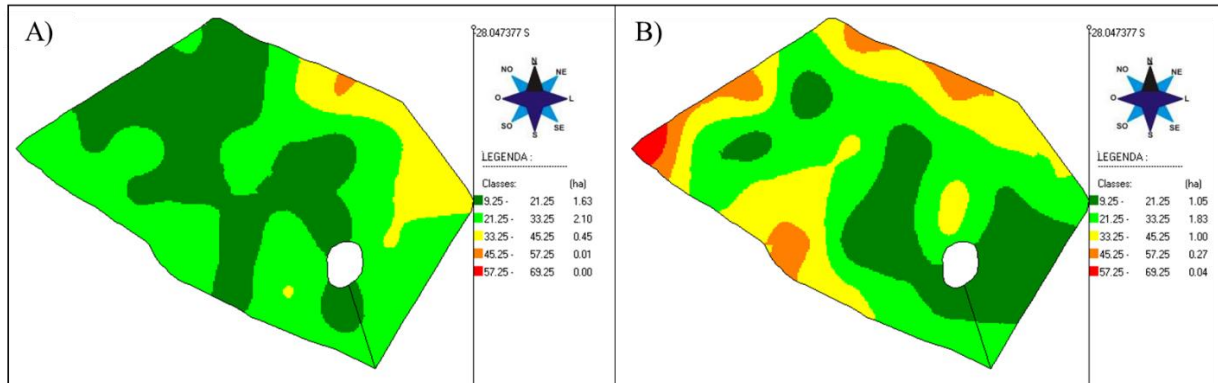 A)
28.047377 S
N
NO NE
O L
SO SE
S
LEGENDA :
Classes: (ha)
9.25 - 21.25 1.63
21.25 - 33.25 2.10
33.25 - 45.25 0.45
45.25 - 57.25 0.01
57.25 - 69.25 0.00
B)
28.047377 S
N
NO NE
O L
SO SE
S
LEGENDA :
Classes: (ha)
9.25 - 21.25 1.05
21.25 - 33.25 1.83
33.25 - 45.25 1.00
45.25 - 57.25 0.27
57.25 - 69.25 0.04